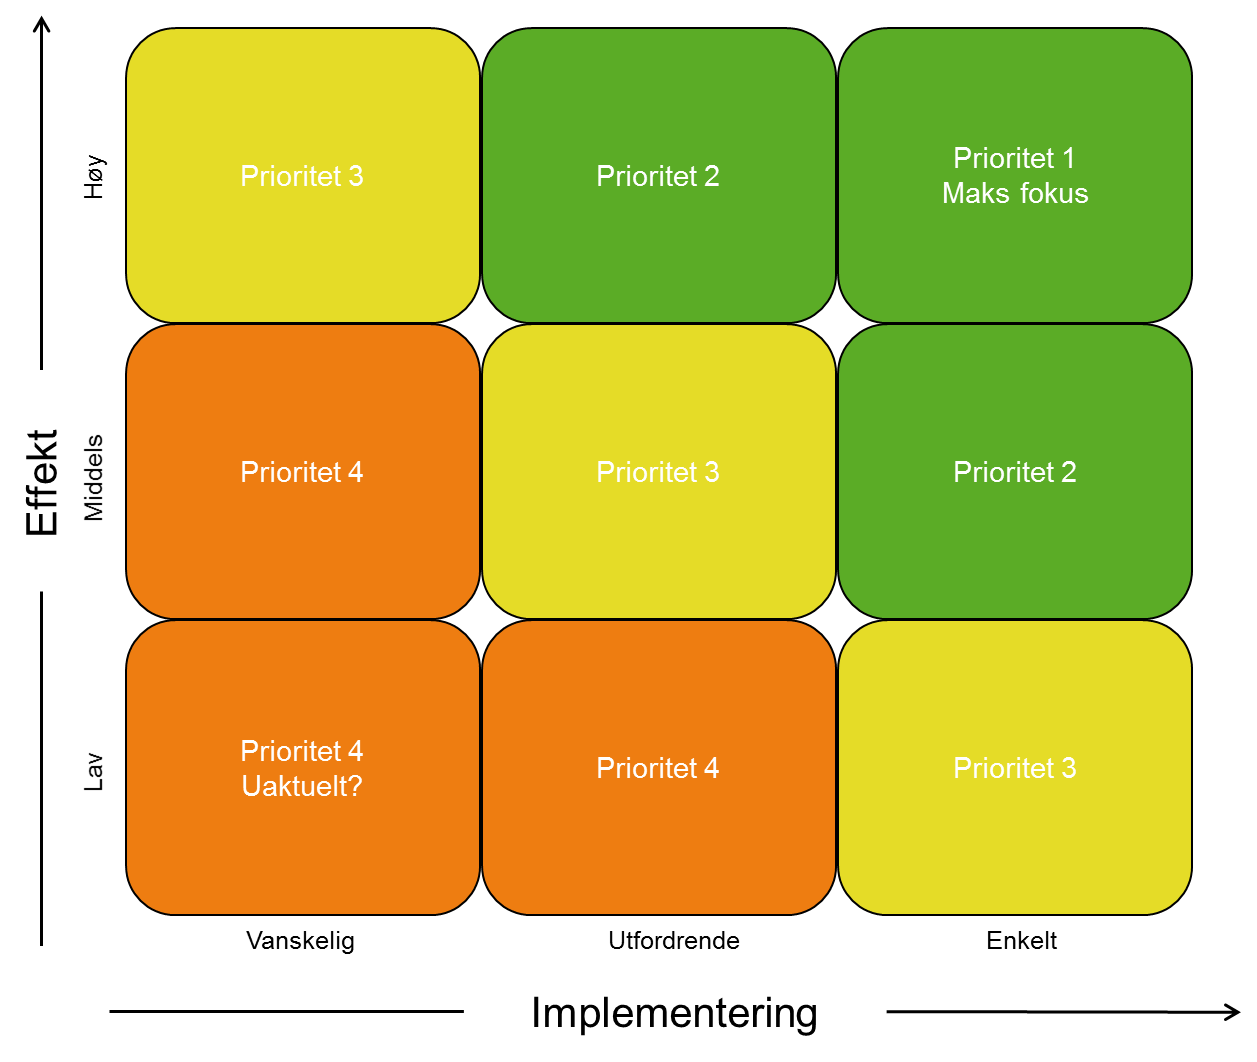 Effekt
Høy
Prioritet 3
Prioritet 2
Prioritet 1
Maks fokus
Middels
Prioritet 4
Prioritet 3
Prioritet 2
Lav
Prioritet 4
Uaktuelt?
Prioritet 4
Prioritet 3
Vanskelig
Utfordrende
Enkelt
Implementering